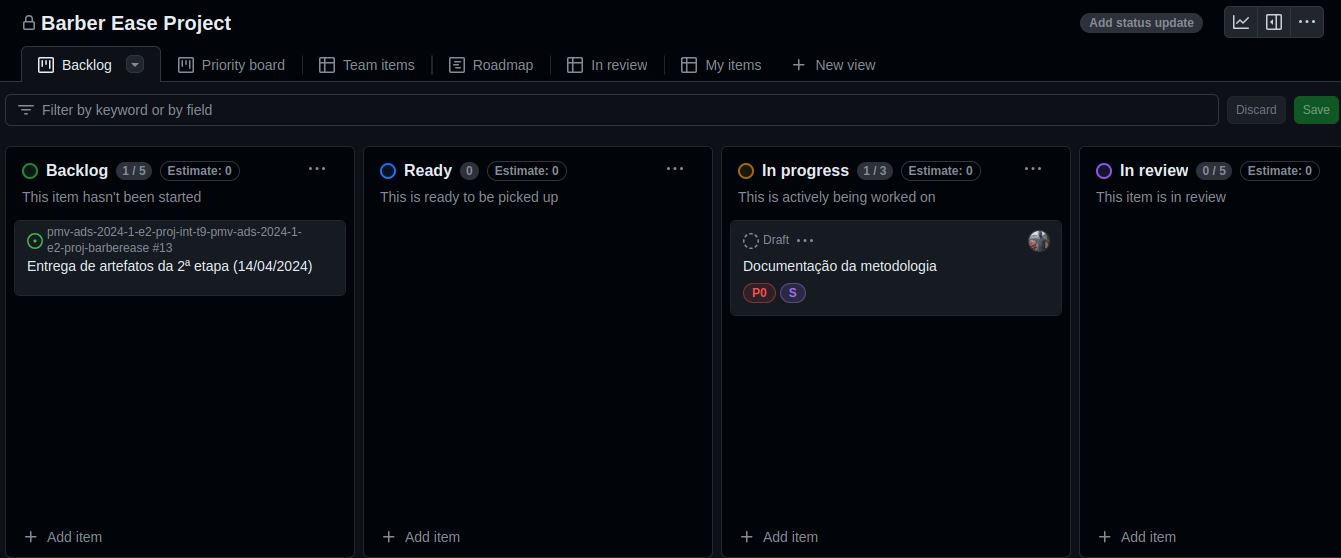 Barber Ease Project
Add status update
Backlog
Priority board
Team items
Roadmap
In review
My items
New view
Filter by keyword or by field
Discard
Save
Backlog 1 / 5 Estimate: 0
This item hasn't been started
pmv-ads-2024-1-e2-proj-int-t9-pmv-ads-2024-1-
e2-proj-barberease #13
Entrega de artefatos da 2ª etapa (14/04/2024)
Add item
Ready 0 Estimate: 0
This is ready to be picked up
Add item
In progress 1 / 3 Estimate: 0
This is actively being worked on
Draft
Documentação da metodologia
P0 S
Add item
In review 0 / 5 Estimate: 0
This item is in review
Add item